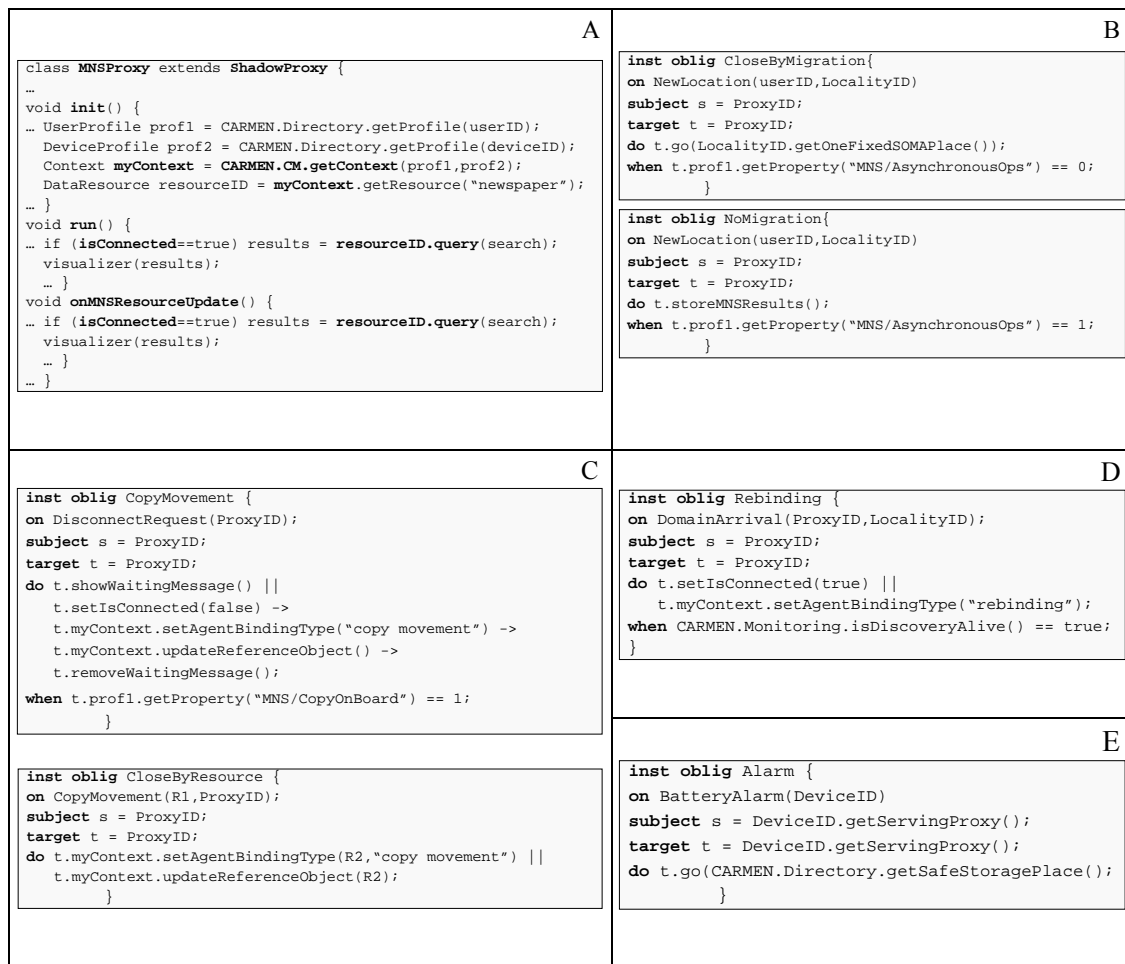 A
class MNSProxy extends ShadowProxy {
…
void init() {
… UserProfile prof1 = CARMEN.Directory.getProfile(userID);
DeviceProfile prof2 = CARMEN.Directory.getProfile(deviceID);
Context myContext = CARMEN.CM.getContext(prof1,prof2);
DataResource resourceID = myContext.getResource(“newspaper”);
… }
void run() {
… if (isConnected==true) results = resourceID.query(search);
visualizer(results);
… }
void onMNSResourceUpdate() {
… if (isConnected==true) results = resourceID.query(search);
visualizer(results);
… }
… }
B
inst oblig CloseByMigration{
on NewLocation(userID,LocalityID)
subject s = ProxyID;
target t = ProxyID;
do t.go(LocalityID.getOneFixedSOMAPlace());
when t.prof1.getProperty(“MNS/AsynchronousOps”) == 0;
}
inst oblig NoMigration{
on NewLocation(userID,LocalityID)
subject s = ProxyID;
target t = ProxyID;
do t.storeMNSResults();
when t.prof1.getProperty(“MNS/AsynchronousOps”) == 1;
}
C
inst oblig CopyMovement {
on DisconnectRequest(ProxyID);
subject s = ProxyID;
target t = ProxyID;
do t.showWaitingMessage() ||
t.setIsConnected(false) ->
t.myContext.setAgentBindingType(“copy movement”) ->
t.myContext.updateReferenceObject() ->
t.removeWaitingMessage();
when t.prof1.getProperty(“MNS/CopyOnBoard”) == 1;
}
inst oblig CloseByResource {
on CopyMovement(R1,ProxyID);
subject s = ProxyID;
target t = ProxyID;
do t.myContext.setAgentBindingType(R2,“copy movement”) ||
t.myContext.updateReferenceObject(R2);
}
D
inst oblig Rebinding {
on DomainArrival(ProxyID,LocalityID);
subject s = ProxyID;
target t = ProxyID;
do t.setIsConnected(true) ||
t.myContext.setAgentBindingType(“rebinding”);
when CARMEN.Monitoring.isDiscoveryAlive() == true;
}
E
inst oblig Alarm {
on BatteryAlarm(DeviceID)
subject s = DeviceID.getServingProxy();
target t = DeviceID.getServingProxy();
do t.go(CARMEN.Directory.getSafeStoragePlace();
}